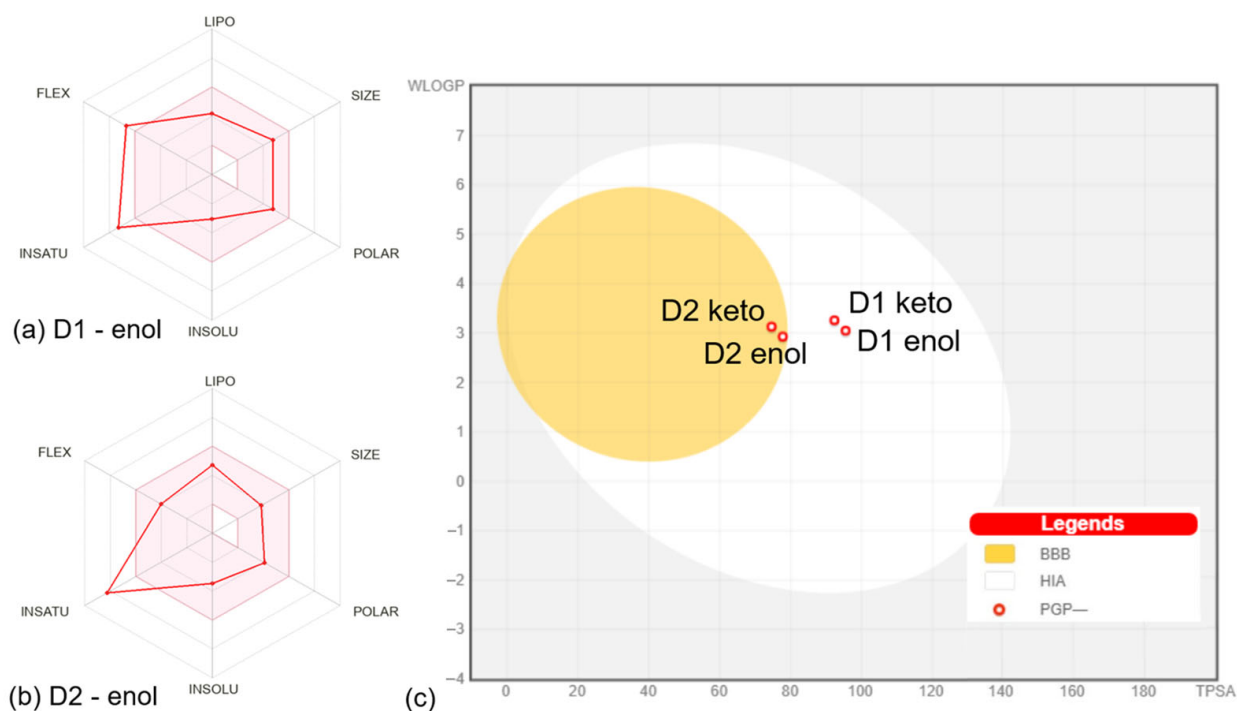 (a) D1 - enol
LIPO
FLEX
SIZE
INSATU
POLAR
INSOLU
(b) D2 - enol
LIPO
FLEX
SIZE
INSATU
POLAR
INSOLU
(c)
WLOGP
7
6
5
4
3
2
1
0
–1
–2
–3
–4
D2 keto
D2 enol
D1 keto
D1 enol
Legends
BBB
HIA
PGP—
0
20
40
60
80
100
120
140
160
180
TPSA